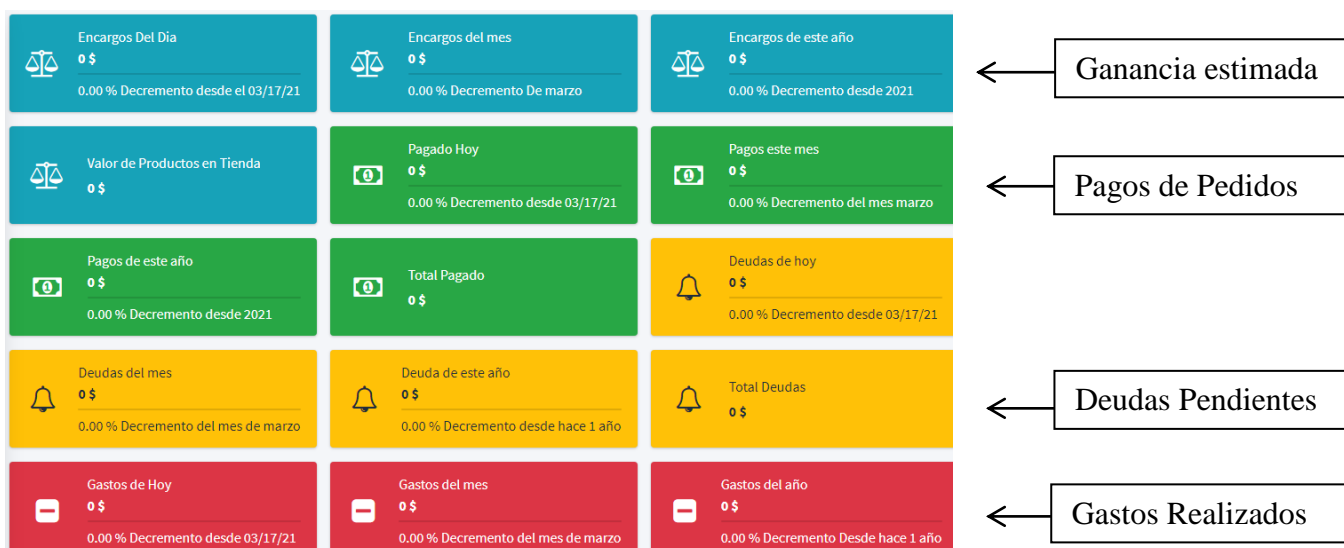 Encargos Del Dia
0 $
0.00 % Decremento desde el 03/17/21
Encargos del mes
0 $
0.00 % Decremento De marzo
Encargos de este año
0 $
0.00 % Decremento desde 2021
Ganancia estimada
Valor de Productos en Tienda
0 $
Pagado Hoy
0 $
0.00 % Decremento desde 03/17/21
Pagos este mes
0 $
0.00 % Decremento del mes marzo
Pagos de Pedidos
Pagos de este año
0 $
0.00 % Decremento desde 2021
Total Pagado
0 $
Deudas de hoy
0 $
0.00 % Decremento desde 03/17/21
Deudas del mes
0 $
0.00 % Decremento del mes de marzo
Deuda de este año
0 $
0.00 % Decremento desde hace 1 año
Total Deudas
0 $
Deudas Pendientes
Gastos de Hoy
0 $
0.00 % Decremento desde 03/17/21
Gastos del mes
0 $
0.00 % Decremento del mes de marzo
Gastos del año
0 $
0.00 % Decremento Desde hace 1 año
Gastos Realizados